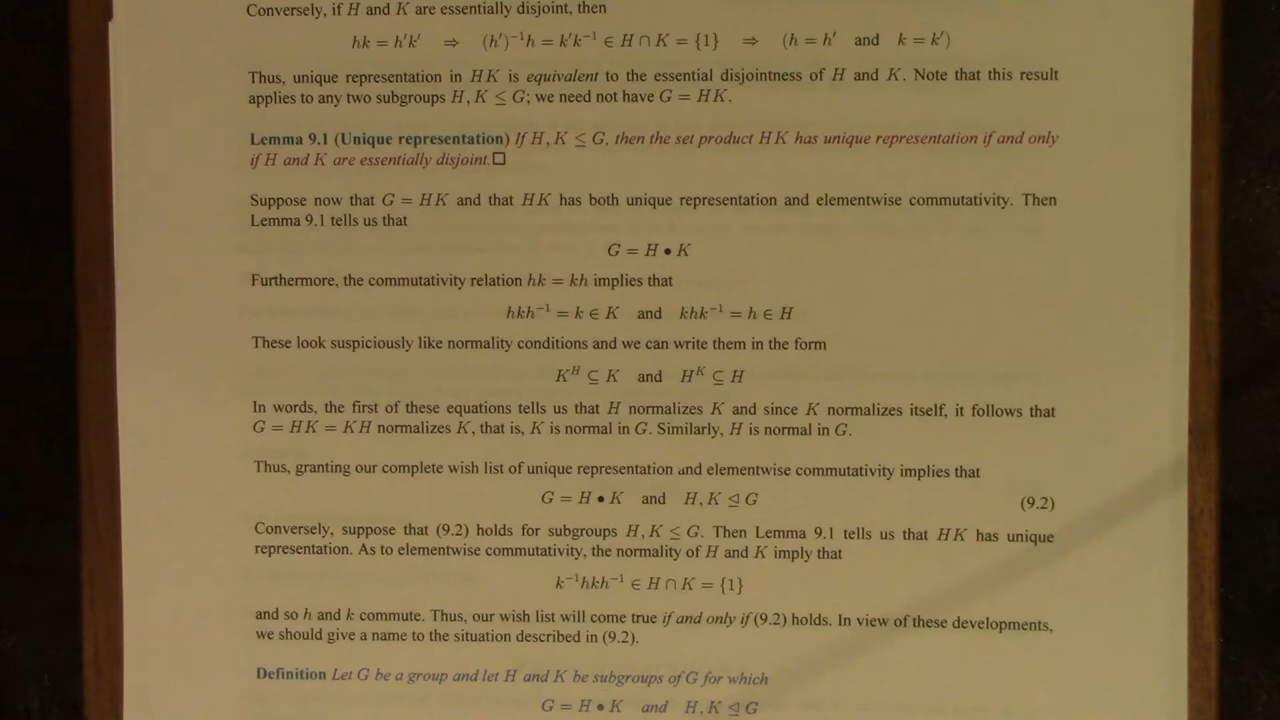 Conversely, if H and K are essentially disjoint, then
hk = h′k′ ⇒ (h′)⁻¹h = k′k⁻¹ ∈ H ∩ K = {1} ⇒ (h = h′ and k = k′)
Thus, unique representation in HK is equivalent to the essential disjointness of H and K. Note that this result
applies to any two subgroups H, K ≤ G; we need not have G = HK.
Lemma 9.1 (Unique representation) If H, K ≤ G, then the set product HK has unique representation if and only
if H and K are essentially disjoint.□
Suppose now that G = HK and that HK has both unique representation and elementwise commutativity. Then
Lemma 9.1 tells us that
G = H • K
Furthermore, the commutativity relation hk = kh implies that
hkh⁻¹ = k ∈ K and khk⁻¹ = h ∈ H
These look suspiciously like normality conditions and we can write them in the form
Kᴴ ⊆ K and Hᴷ ⊆ H
In words, the first of these equations tells us that H normalizes K and since K normalizes itself, it follows that
G = HK = KH normalizes K, that is, K is normal in G. Similarly, H is normal in G.
Thus, granting our complete wish list of unique representation and elementwise commutativity implies that
G = H • K and H, K ⊴ G (9.2)
Conversely, suppose that (9.2) holds for subgroups H, K ≤ G. Then Lemma 9.1 tells us that HK has unique
representation. As to elementwise commutativity, the normality of H and K imply that
k⁻¹hkh⁻¹ ∈ H ∩ K = {1}
and so h and k commute. Thus, our wish list will come true if and only if (9.2) holds. In view of these developments,
we should give a name to the situation described in (9.2).
Definition Let G be a group and let H and K be subgroups of G for which
G = H • K and H, K ⊴ G